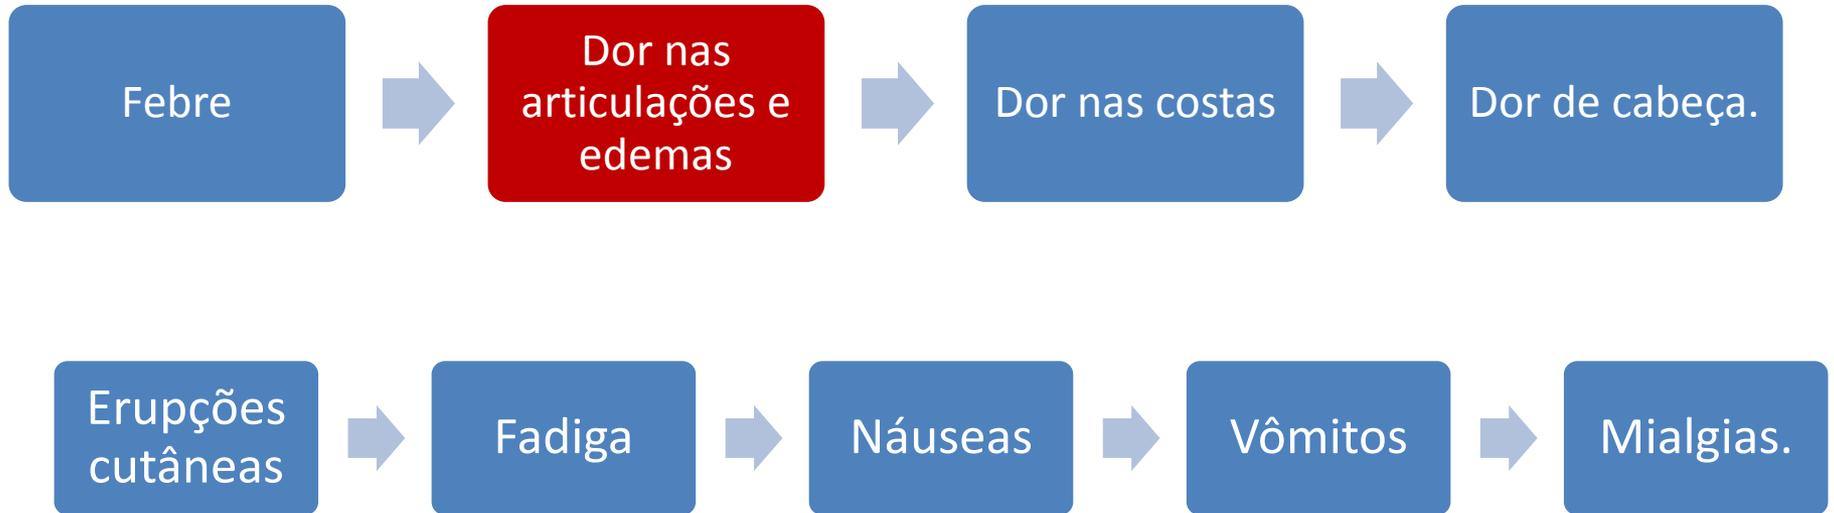 Febre
Dor nas
articulações e
edemas
Dor nas costas
Dor de cabeça.
Erupções
cutâneas
Fadiga
Náuseas
Vômitos
Mialgias.